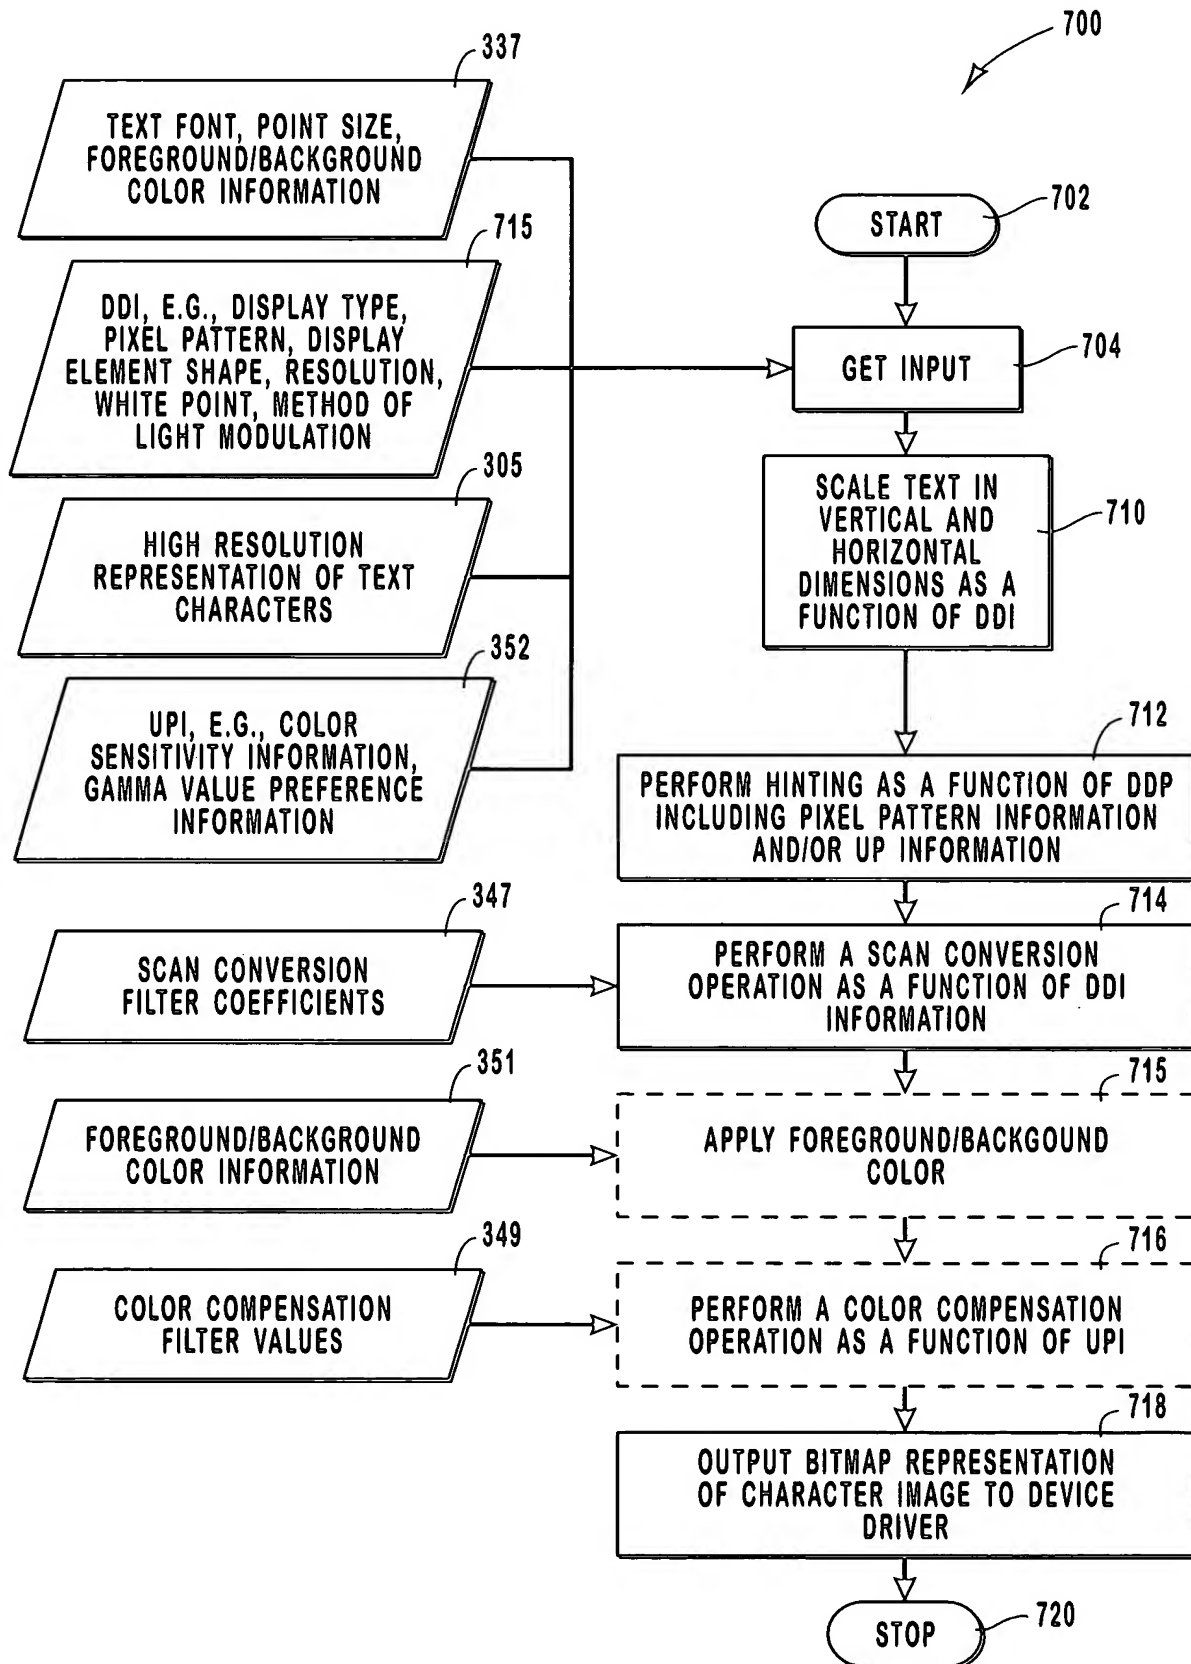 700
337
TEXT FONT, POINT SIZE,
FOREGROUND/BACKGROUND
COLOR INFORMATION
715
DDI, E.G., DISPLAY TYPE,
PIXEL PATTERN, DISPLAY
ELEMENT SHAPE, RESOLUTION,
WHITE POINT, METHOD OF
LIGHT MODULATION
305
HIGH RESOLUTION
REPRESENTATION OF TEXT
CHARACTERS
352
UPI, E.G., COLOR
SENSITIVITY INFORMATION,
GAMMA VALUE PREFERENCE
INFORMATION
START
702
GET INPUT
704
SCALE TEXT IN
VERTICAL AND
HORIZONTAL
DIMENSIONS AS A
FUNCTION OF DDI
710
712
PERFORM HINTING AS A FUNCTION OF DDP
INCLUDING PIXEL PATTERN INFORMATION
AND/OR UP INFORMATION
347
SCAN CONVERSION
FILTER COEFFICIENTS
714
PERFORM A SCAN CONVERSION
OPERATION AS A FUNCTION OF DDI
INFORMATION
351
FOREGROUND/BACKGROUND
COLOR INFORMATION
715
APPLY FOREGROUND/BACKGOUND
COLOR
349
COLOR COMPENSATION
FILTER VALUES
716
PERFORM A COLOR COMPENSATION
OPERATION AS A FUNCTION OF UPI
718
OUTPUT BITMAP REPRESENTATION
OF CHARACTER IMAGE TO DEVICE
DRIVER
STOP
720